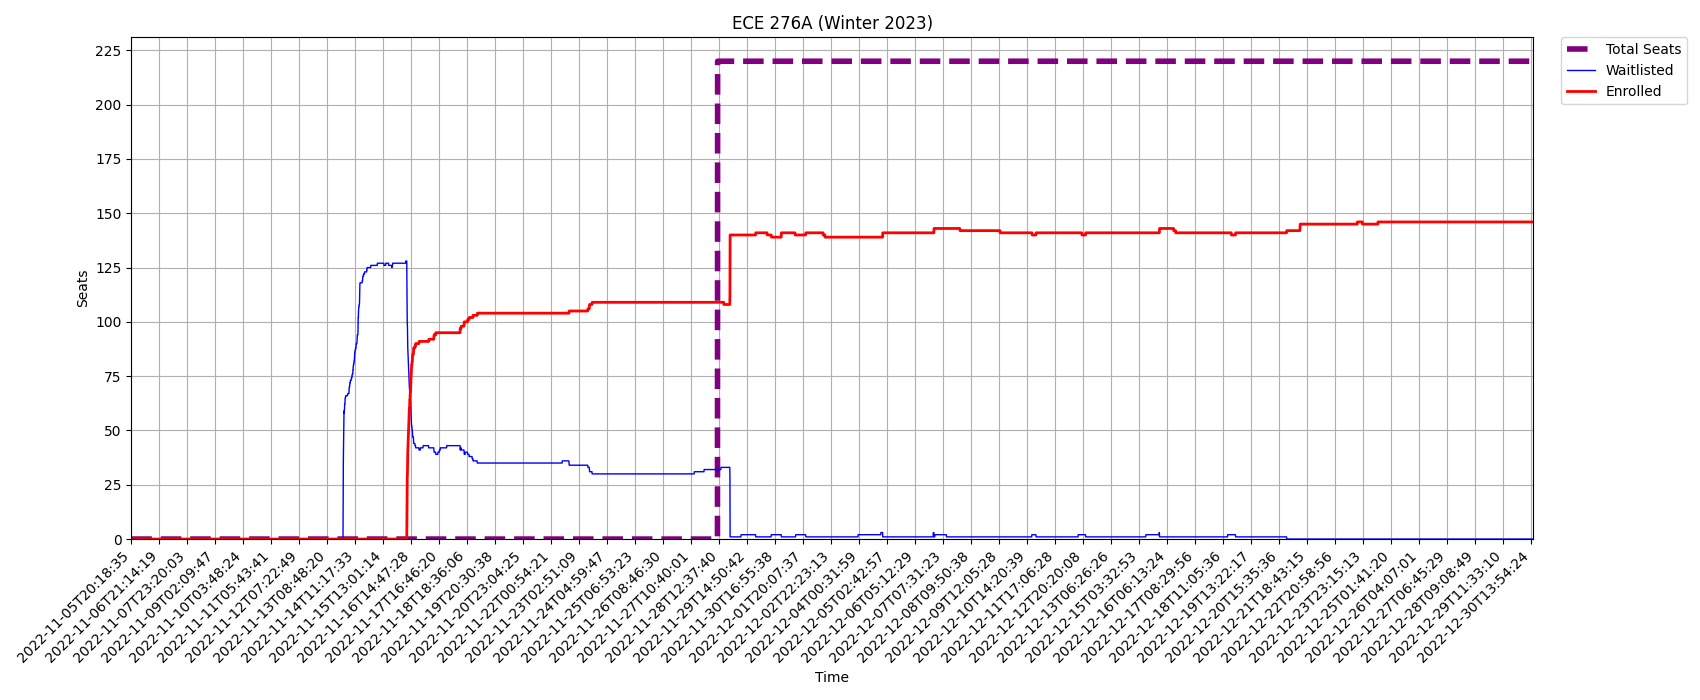 ECE 276A (Winter 2023)
Total Seats
Waitlisted
Enrolled
225
200
175
150
125
100
75
50
25
0
Seats
2022-11-05T20:18:35
2022-11-06T21:14:19
2022-11-07T23:20:03
2022-11-09T02:09:47
2022-11-10T03:48:24
2022-11-11T05:43:41
2022-11-12T07:22:49
2022-11-13T08:48:20
2022-11-14T11:17:33
2022-11-15T13:01:14
2022-11-16T14:47:28
2022-11-17T16:46:20
2022-11-18T18:36:06
2022-11-19T20:30:38
2022-11-20T23:04:25
2022-11-22T00:54:21
2022-11-23T02:51:09
2022-11-24T04:59:47
2022-11-25T06:53:23
2022-11-26T08:46:30
2022-11-27T10:40:01
2022-11-28T12:37:40
2022-11-29T14:50:42
2022-11-30T16:55:38
2022-12-01T20:07:37
2022-12-02T22:23:13
2022-12-04T00:31:59
2022-12-05T02:42:57
2022-12-06T05:12:29
2022-12-07T07:31:23
2022-12-08T09:50:38
2022-12-09T12:05:28
2022-12-10T14:20:39
2022-12-11T17:06:28
2022-12-12T20:20:08
2022-12-13T06:26:26
2022-12-15T03:32:53
2022-12-16T06:13:24
2022-12-17T08:29:56
2022-12-18T11:05:36
2022-12-19T13:22:17
2022-12-20T15:35:36
2022-12-21T18:43:15
2022-12-22T20:58:56
2022-12-23T23:15:13
2022-12-25T01:41:20
2022-12-26T04:07:01
2022-12-27T06:45:29
2022-12-28T09:08:49
2022-12-29T11:33:10
2022-12-30T13:54:24
Time